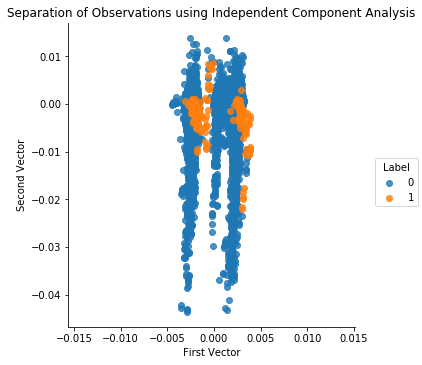 Separation of Observations using Independent Component Analysis
0.01
0.00
−0.01
−0.02
−0.03
−0.04
Second Vector
Label
0
1
−0.015 −0.010 −0.005 0.000 0.005 0.010 0.015
First Vector